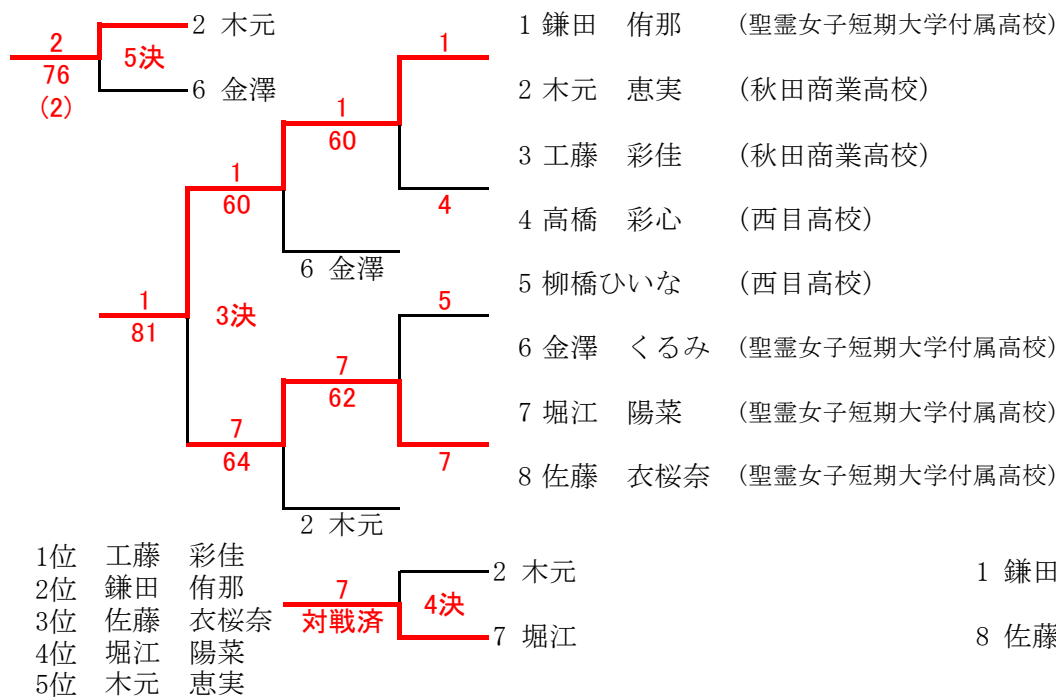 2 木元
2
5決
76
(2)
6 金澤
1
1 鎌田　侑那　(聖霊女子短期大学付属高校)
1
60
2 木元　恵実　(秋田商業高校)
3 工藤　彩佳　(秋田商業高校)
1
60
4
4 高橋　彩心　(西目高校)
6 金澤
5 柳橋ひいな　(西目高校)
1
81
3決
5
6 金澤　くるみ　(聖霊女子短期大学付属高校)
7
62
7 堀江　陽菜　(聖霊女子短期大学付属高校)
7
64
7
8 佐藤　衣桜奈　(聖霊女子短期大学付属高校)
2 木元
1位　工藤　彩佳
2位　鎌田　侑那
3位　佐藤　衣桜奈
4位　堀江　陽菜
5位　木元　恵実
2 木元
7
対戦済
4決
7 堀江
1 鎌田
8 佐藤